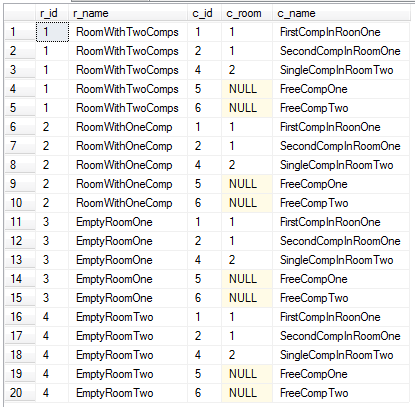 r_id r_name c_id c_room c_name
1 1 RoomWithTwoComps 1 1 FirstCompInRoonOne
2 1 RoomWithTwoComps 2 1 SecondCompInRoomOne
3 1 RoomWithTwoComps 4 2 SingleCompInRoomTwo
4 1 RoomWithTwoComps 5 NULL FreeCompOne
5 1 RoomWithTwoComps 6 NULL FreeCompTwo
6 2 RoomWithOneComp 1 1 FirstCompInRoonOne
7 2 RoomWithOneComp 2 1 SecondCompInRoomOne
8 2 RoomWithOneComp 4 2 SingleCompInRoomTwo
9 2 RoomWithOneComp 5 NULL FreeCompOne
10 2 RoomWithOneComp 6 NULL FreeCompTwo
11 3 EmptyRoomOne 1 1 FirstCompInRoonOne
12 3 EmptyRoomOne 2 1 SecondCompInRoomOne
13 3 EmptyRoomOne 4 2 SingleCompInRoomTwo
14 3 EmptyRoomOne 5 NULL FreeCompOne
15 3 EmptyRoomOne 6 NULL FreeCompTwo
16 4 EmptyRoomTwo 1 1 FirstCompInRoonOne
17 4 EmptyRoomTwo 2 1 SecondCompInRoomOne
18 4 EmptyRoomTwo 4 2 SingleCompInRoomTwo
19 4 EmptyRoomTwo 5 NULL FreeCompOne
20 4 EmptyRoomTwo 6 NULL FreeCompTwo